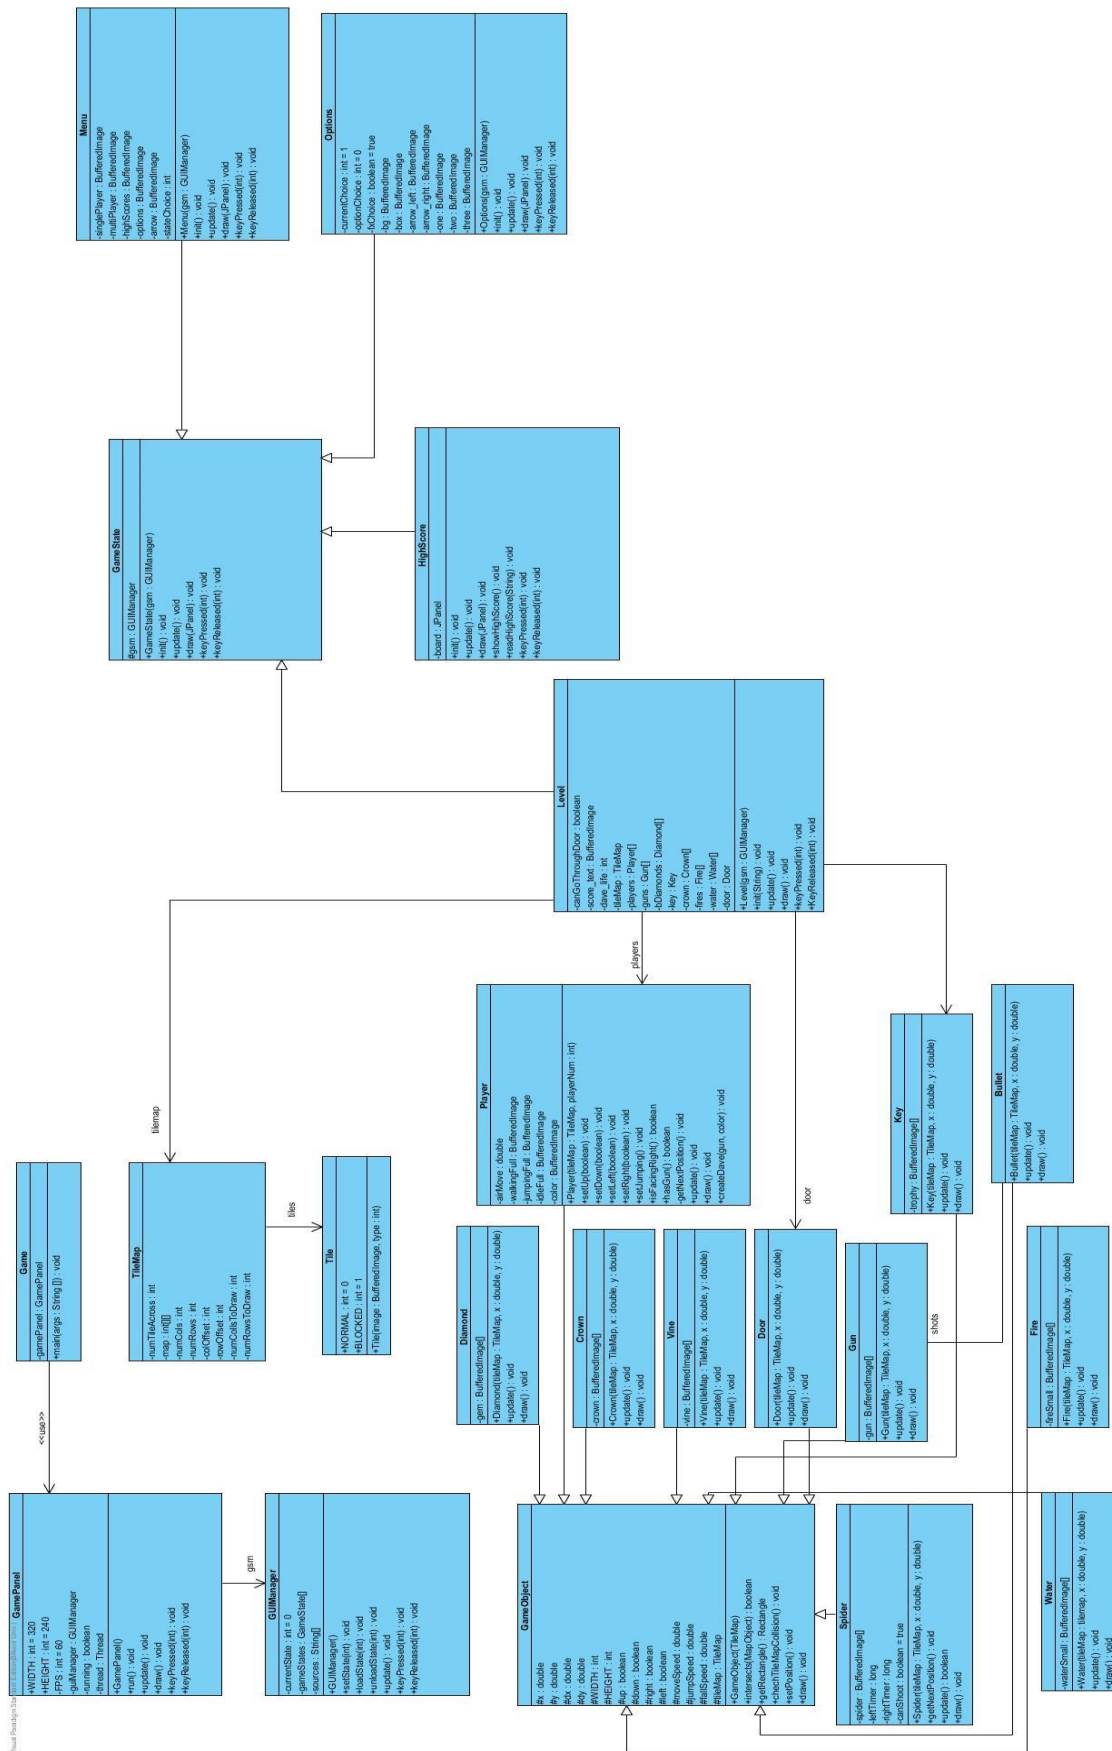 Menu
-singlePlayer : BufferedImage
-multiPlayer : BufferedImage
-highScores : BufferedImage
-options : BufferedImage
-arrow : BufferedImage
-stateChoice : int
+Menu(gsm : GUIManager)
+init() : void
+update() : void
+draw(JPanel) : void
+keyPressed(int) : void
+keyReleased(int) : void
Options
-currentChoice : int = 1
-optionChoice : int = 0
-bChoice : boolean = true
-bg : BufferedImage
-box : BufferedImage
-arrow_left : BufferedImage
-arrow_right : BufferedImage
-one : BufferedImage
-two : BufferedImage
-three : BufferedImage
+Options(gsm : GUIManager)
+init() : void
+update() : void
+draw(JPanel) : void
+keyPressed(int) : void
+keyReleased(int) : void
GameState
#gsm : GUIManager
+GameState(gsm : GUIManager)
+init() : void
+update() : void
+draw(JPanel) : void
+keyPressed(int) : void
+keyReleased(int) : void
HighScore
-board : JPanel
+init() : void
+update() : void
+draw(JPanel) : void
+showHighScore() : void
+readHighScore(String) : void
+keyPressed(int) : void
+keyReleased(int) : void
Level
-canGoThroughDoor : boolean
-score_text : BufferedImage
-dave_life : int
-tileMap : TileMap
-players : Player[]
-guns : Gun[]
-bDiamonds : Diamond[]
-key : Key
-crown : Crown[]
-fires : Fire[]
-water : Water[]
-door : Door
+Level(gsm : GUIManager)
+init(String) : void
+update() : void
+draw() : void
+keyPressed(int) : void
+KeyReleased(int) : void
tilemap
players
door
Game
-gamePanel : GamePanel
+main(args : String []) : void
<<use>>
TileMap
-numTileAcross : int
-map : int[][]
-numCols : int
-numRows : int
-colOffset : int
-rowOffset : int
-numColsToDraw : int
-numRowsToDraw : int
tiles
Tile
+NORMAL : int = 0
+BLOCKED : int = 1
+Tile(image : BufferedImage, type : int)
Player
-airMove : double
-walkingFull : BufferedImage
-jumpingFull : BufferedImage
-idleFull : BufferedImage
-color : BufferedImage
+Player(tileMap : TileMap, playerNum : int)
+setUp(boolean) : void
+setDown(boolean) : void
+setLeft(boolean) : void
+setRight(boolean) : void
+setJumping() : void
+isFacingRight() : boolean
+hasGun() : boolean
-getNextPosition() : void
+update() : void
+draw() : void
+createDave(gun, color) : void
Key
-trophy : BufferedImage[]
+Key(tileMap : TileMap, x : double, y : double)
+update() : void
+draw() : void
Bullet
+Bullet(tileMap : TileMap, x : double, y : double)
+update() : void
+draw() : void
shots
Diamond
-gem : BufferedImage[]
+Diamond(tileMap : TileMap, x : double, y : double)
+update() : void
+draw() : void
Crown
-crown : BufferedImage[]
+Crown(tileMap : TileMap, x : double, y : double)
+update() : void
+draw() : void
Vine
-vine : BufferedImage[]
+Vine(tileMap : TileMap, x : double, y : double)
+update() : void
+draw() : void
Door
+Door(tileMap : TileMap, x : double, y : double)
+update() : void
+draw() : void
Gun
-gun : BufferedImage[]
+Gun(tileMap : TileMap, x : double, y : double)
+update() : void
+draw() : void
Fire
-fireSmall : BufferedImage[]
+Fire(tileMap : TileMap, x : double, y : double)
+update() : void
+draw() : void
GamePanel
+WIDTH : int = 320
+HEIGHT : int = 240
-FPS : int = 60
-guiManager : GUIManager
-running : boolean
-thread : Thread
+GamePanel()
+run() : void
+update() : void
+draw() : void
+keyPressed(int) : void
+keyReleased(int) : void
gsm
GUIManager
-currentState : int = 0
-gameStates : GameState[]
-sources : String[]
+GUIManager()
+setState(int) : void
+loadState(int) : void
+unloadState(int) : void
+update() : void
+keyPressed(int) : void
+keyReleased(int) : void
GameObject
#x : double
#y : double
#dx : double
#dy : double
#WIDTH : int
#HEIGHT : int
#up : boolean
#down : boolean
#right : boolean
#left : boolean
#moveSpeed : double
#jumpSpeed : double
#fallSpeed : double
#tileMap : TileMap
+GameObject(TileMap)
+intersects(MapObject) : boolean
+getRectangle() : Rectangle
+chechTileMapCollision() : void
+setPosition() : void
+update() : void
+draw() : void
Spider
-spider : BufferedImage[]
-leftTimer : long
-rightTimer : long
-canShoot : boolean = true
+Spider(tileMap : TileMap, x : double, y : double)
+getNextPosition() : void
+update() : boolean
+draw() : void
Water
-waterSmall : BufferedImage[]
+Water(tileMap : tilemap, x : double, y : double)
+update() : void
+draw() : void